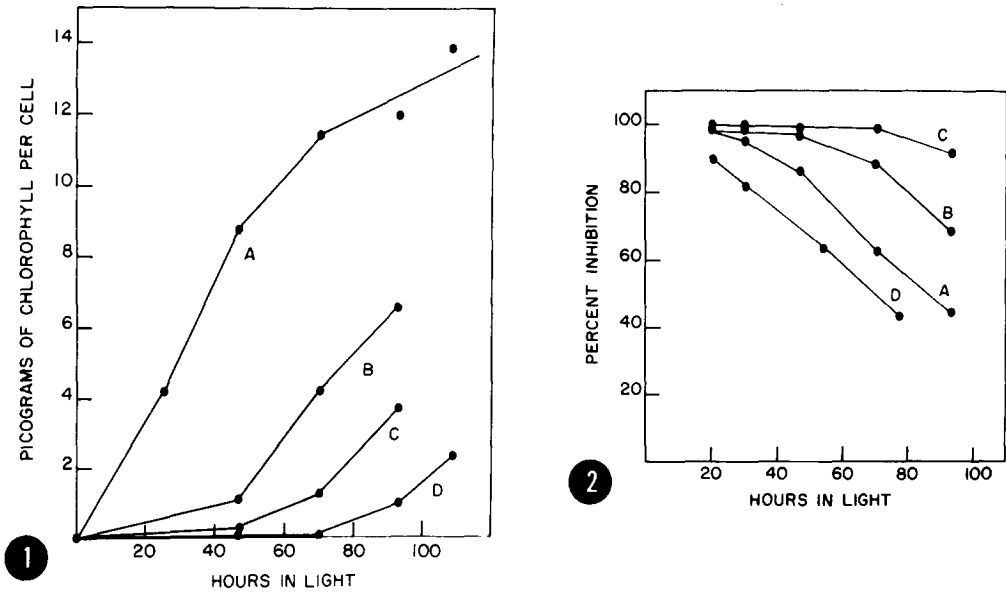 PICOGRAMS OF CHLOROPHYLL PER CELL
14
12
10
8
6
4
2
A
B
C
D
20 40 60 80 100
HOURS IN LIGHT
1
PERCENT INHIBITION
100
80
60
40
20
C
B
A
D
20 40 60 80 100
HOURS IN LIGHT
2